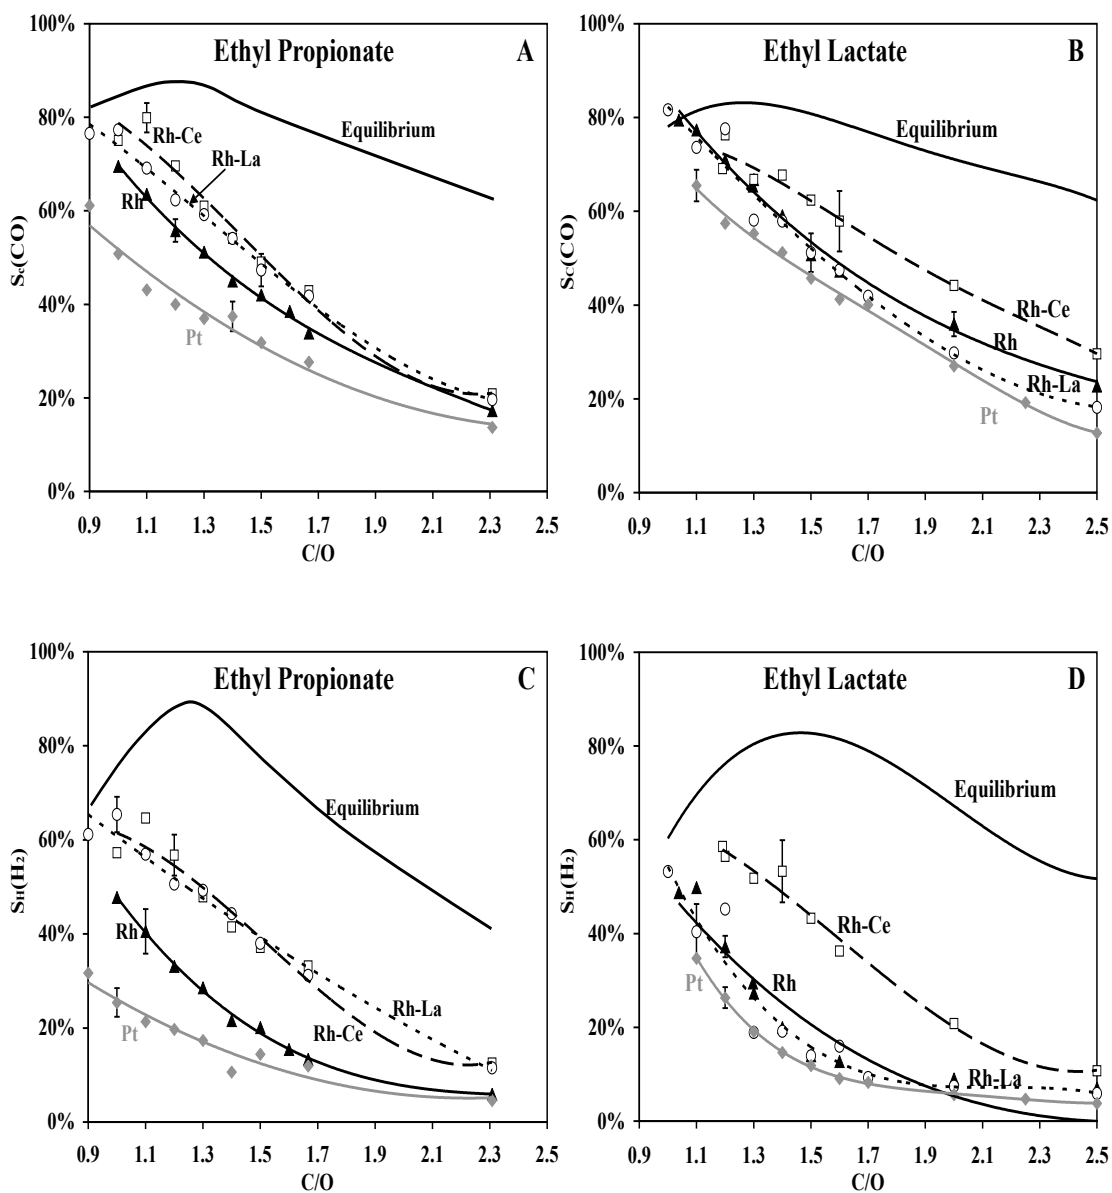 Ethyl Propionate A
100%
80%
60%
40%
20%
0%
Sc(CO)
Equilibrium
Rh-Ce
Rh-La
Rh
Pt
0.9 1.1 1.3 1.5 1.7 1.9 2.1 2.3 2.5
C/O
Ethyl Lactate B
100%
80%
60%
40%
20%
0%
SC(CO)
Equilibrium
Rh-Ce
Rh
Rh-La
Pt
0.9 1.1 1.3 1.5 1.7 1.9 2.1 2.3 2.5
C/O
Ethyl Propionate C
100%
80%
60%
40%
20%
0%
SH(H₂)
Equilibrium
Rh
Rh-La
Rh-Ce
Pt
0.9 1.1 1.3 1.5 1.7 1.9 2.1 2.3 2.5
C/O
Ethyl Lactate D
100%
80%
60%
40%
20%
0%
SH(H₂)
Equilibrium
Rh-Ce
Rh
Pt
Rh-La
0.9 1.1 1.3 1.5 1.7 1.9 2.1 2.3 2.5
C/O